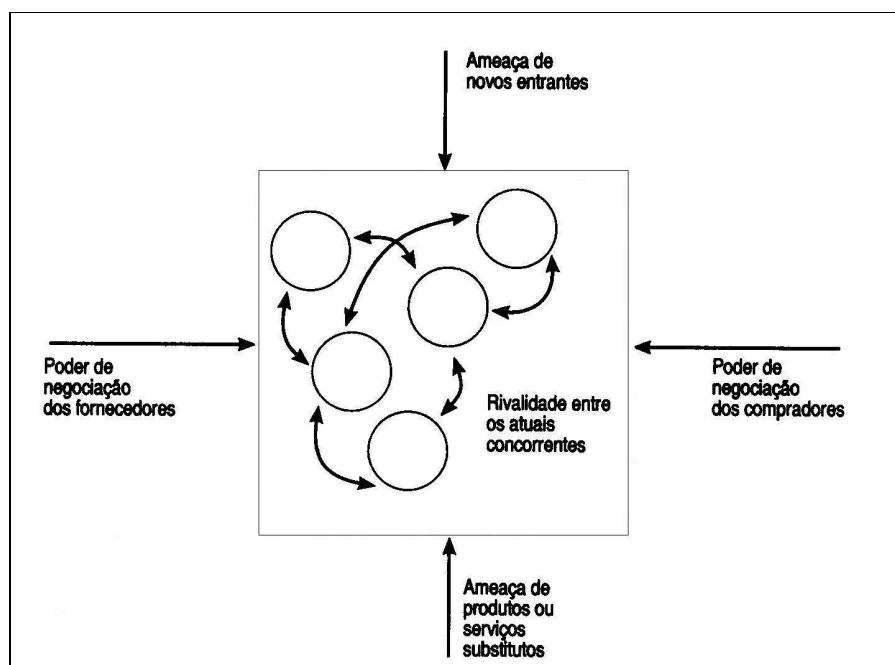 Ameaça de
novos entrantes
Poder de
negociação
dos fornecedores
Rivalidade entre
os atuais
concorrentes
Poder de
negociação
dos compradores
Ameaça de
produtos ou
serviços
substitutos